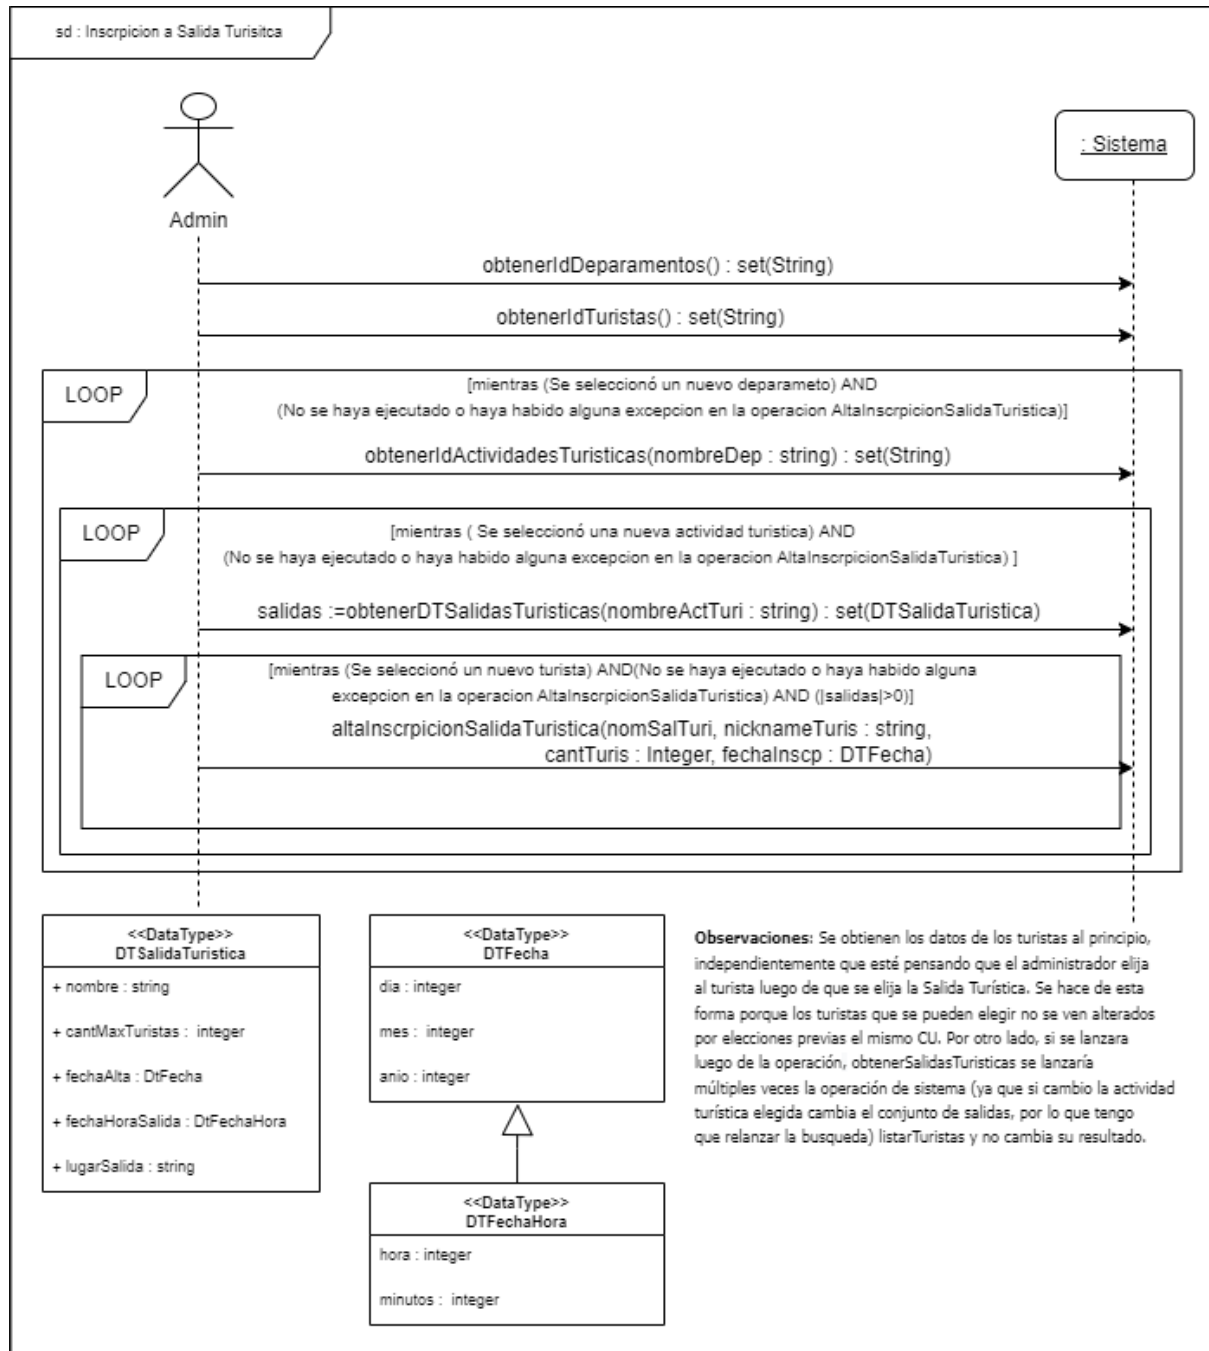 sd : Inscrpicion a Salida Turisitca
: Sistema
Admin
obtenerIdDeparamentos() : set(String)
obtenerIdTuristas() : set(String)
LOOP
[mientras (Se seleccionó un nuevo deparameto) AND
(No se haya ejecutado o haya habido alguna excepcion en la operacion AltaInscrpicionSalidaTuristica)]
obtenerIdActividadesTuristicas(nombreDep : string) : set(String)
LOOP
[mientras ( Se seleccionó una nueva actividad turistica) AND
(No se haya ejecutado o haya habido alguna excepcion en la operacion AltaInscrpicionSalidaTuristica) ]
salidas :=obtenerDTSalidasTuristicas(nombreActTuri : string) : set(DTSalidaTuristica)
LOOP
[mientras (Se seleccionó un nuevo turista) AND(No se haya ejecutado o haya habido alguna
excepcion en la operacion AltaInscrpicionSalidaTuristica) AND (|salidas|>0)]
altaInscrpicionSalidaTuristica(nomSalTuri, nicknameTuris : string,
cantTuris : Integer, fechaInscp : DTFecha)
<<DataType>>
DTSalidaTuristica
+ nombre : string
+ cantMaxTuristas :  integer
+ fechaAlta : DtFecha
+ fechaHoraSalida : DtFechaHora
+ lugarSalida : string
<<DataType>>
DTFecha
dia : integer
mes :  integer
anio : integer
<<DataType>>
DTFechaHora
hora : integer
minutos :  integer
Observaciones: Se obtienen los datos de los turistas al principio,
independientemente que esté pensando que el administrador elija
al turista luego de que se elija la Salida Turística. Se hace de esta
forma porque los turistas que se pueden elegir no se ven alterados
por elecciones previas el mismo CU. Por otro lado, si se lanzara
luego de la operación, obtenerSalidasTuristicas se lanzaría
múltiples veces la operación de sistema (ya que si cambio la actividad
turística elegida cambia el conjunto de salidas, por lo que tengo
que relanzar la busqueda) listarTuristas y no cambia su resultado.